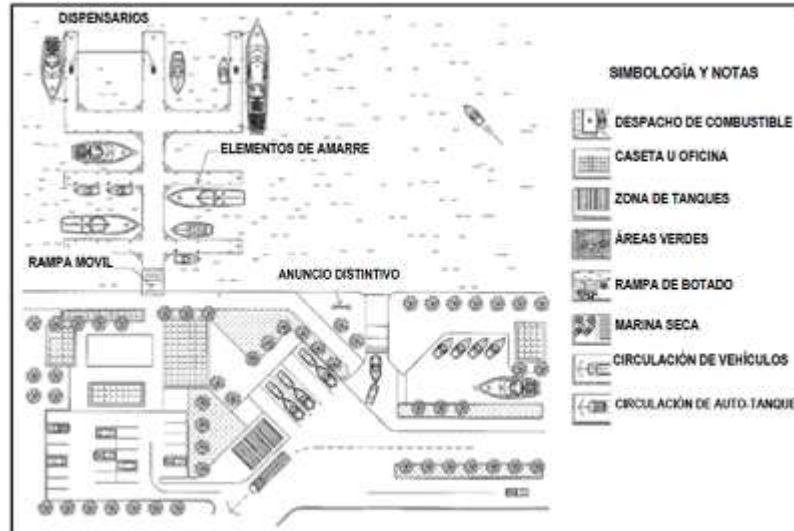 DISPENSARIOS
ELEMENTOS DE AMARRE
RAMPA MOVIL
ANUNCIO DISTINTIVO
SIMBOLOGÍA Y NOTAS
DESPACHO DE COMBUSTIBLE
CASETA U OFICINA
ZONA DE TANQUES
ÁREAS VERDES
RAMPA DE BOTADO
MARINA SECA
CIRCULACIÓN DE VEHÍCULOS
CIRCULACIÓN DE AUTO-TANQUE